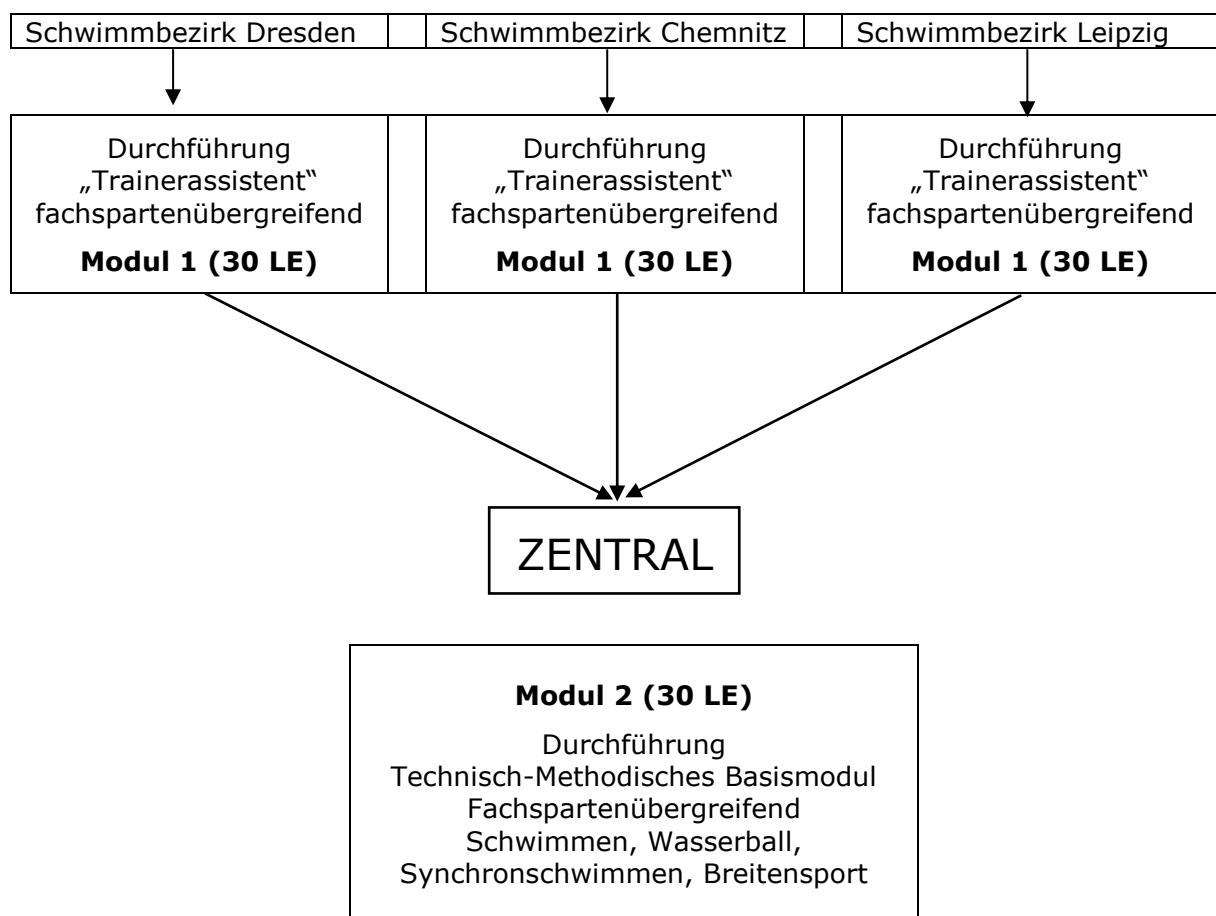 Schwimmbezirk Dresden
Schwimmbezirk Chemnitz
Schwimmbezirk Leipzig
Durchführung
„Trainerassistent“
fachspartenübergreifend
Modul 1 (30 LE)
Durchführung
„Trainerassistent“
fachspartenübergreifend
Modul 1 (30 LE)
Durchführung
„Trainerassistent“
fachspartenübergreifend
Modul 1 (30 LE)
ZENTRAL
Modul 2 (30 LE)
Durchführung
Technisch-Methodisches Basismodul
Fachspartenübergreifend
Schwimmen, Wasserball,
Synchronschwimmen, Breitensport